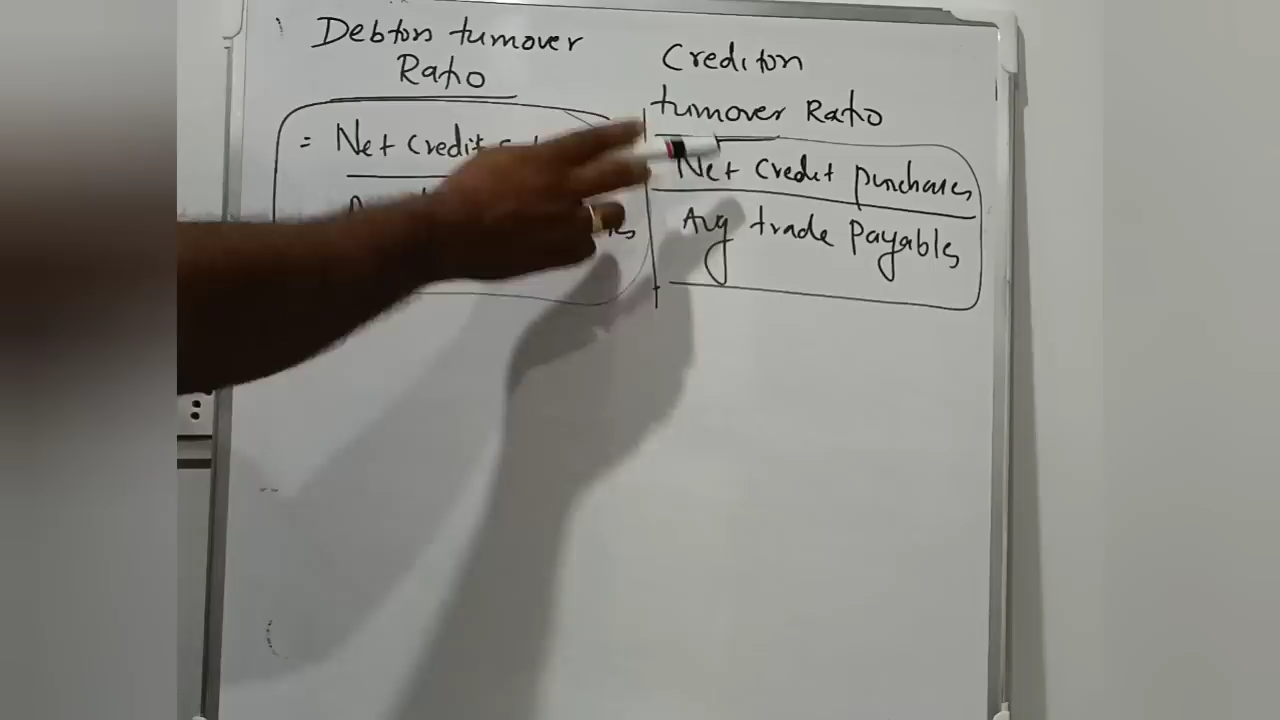 Debtors turnover
Ratio
= Net Credit
Creditors
turnover Ratio
Net Credit purchases
Avg trade payables